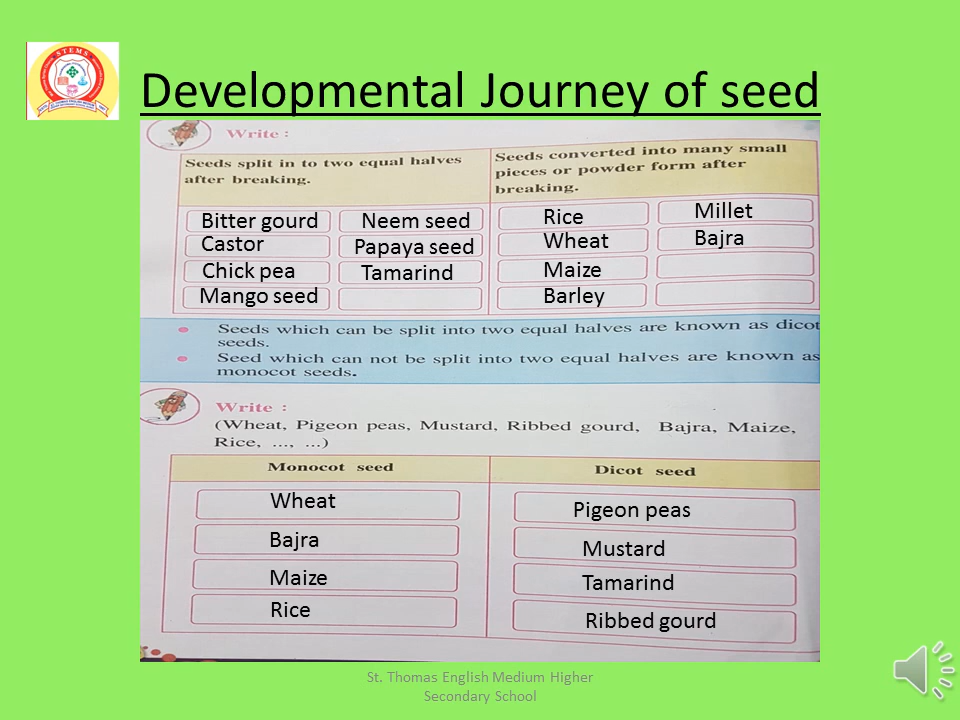 STEMS
Developmental Journey of seed
Write :
Seeds split in to two equal halves
after breaking.
Seeds converted into many small
pieces or powder form after
breaking.
Bitter gourd
Neem seed
Rice
Millet
Castor
Papaya seed
Wheat
Bajra
Chick pea
Tamarind
Maize
Mango seed
Barley
Seeds which can be split into two equal halves are known as dicot
seeds.
Seed which can not be split into two equal halves are known as
monocot seeds.
Write :
(Wheat, Pigeon peas, Mustard, Ribbed gourd, Bajra, Maize,
Rice, ..., ...)
Monocot seed
Dicot seed
Wheat
Pigeon peas
Bajra
Mustard
Maize
Tamarind
Rice
Ribbed gourd
St. Thomas English Medium Higher
Secondary School